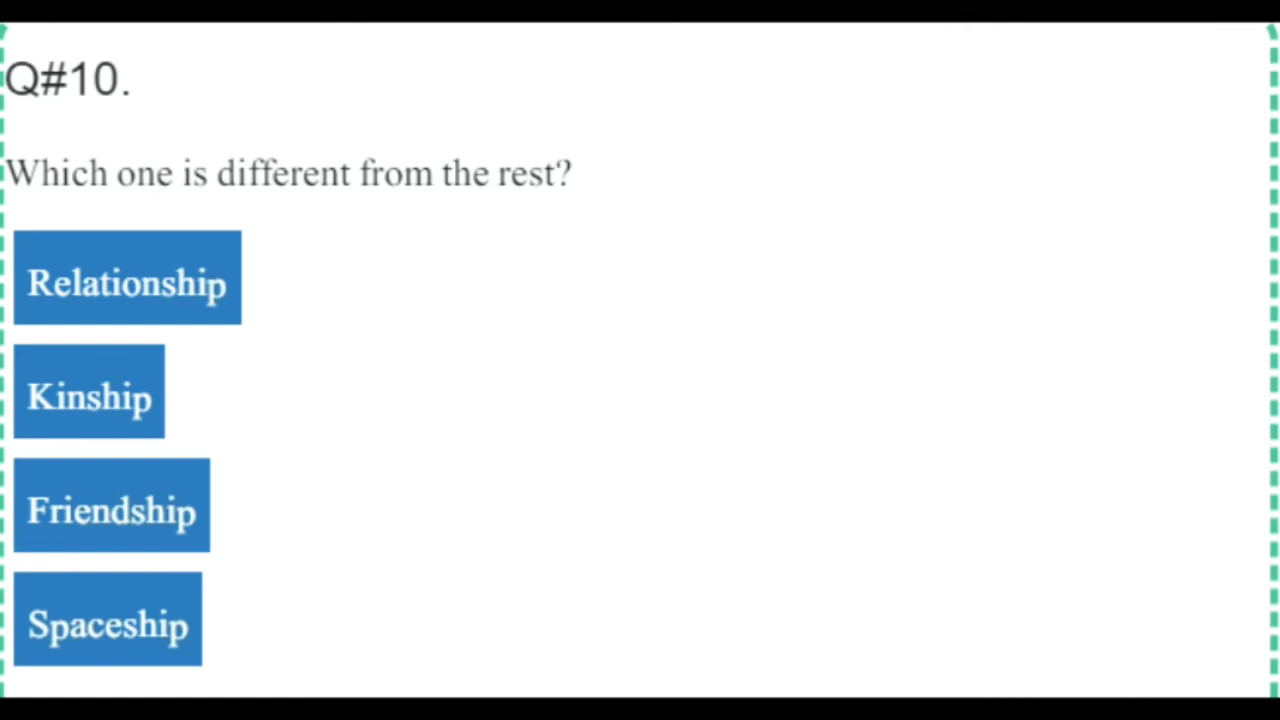 Q#10.
Which one is different from the rest?
Relationship
Kinship
Friendship
Spaceship